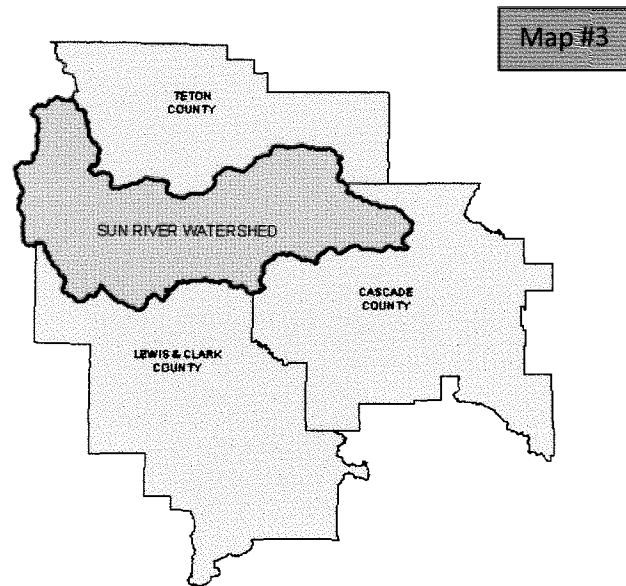 Map #3
TETON
COUNTY
SUN RIVER WATERSHED
CASCADE
COUNTY
LEWIS & CLARK
COUNTY